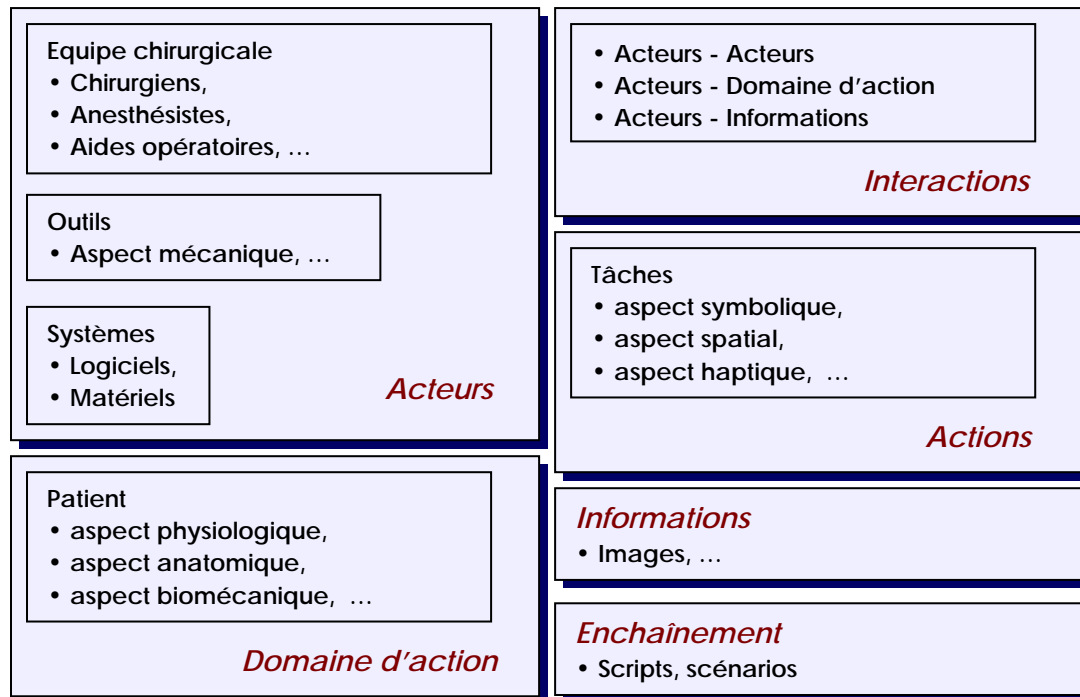 Equipe chirurgicale
• Chirurgiens,
• Anesthésistes,
• Aides opératoires, …
Outils
• Aspect mécanique, …
Systèmes
• Logiciels,
• Matériels
Acteurs
Patient
• aspect physiologique,
• aspect anatomique,
• aspect biomécanique, …
Domaine d'action
• Acteurs - Acteurs
• Acteurs - Domaine d'action
• Acteurs - Informations
Interactions
Tâches
• aspect symbolique,
• aspect spatial,
• aspect haptique, …
Actions
Informations
• Images, …
Enchaînement
• Scripts, scénarios